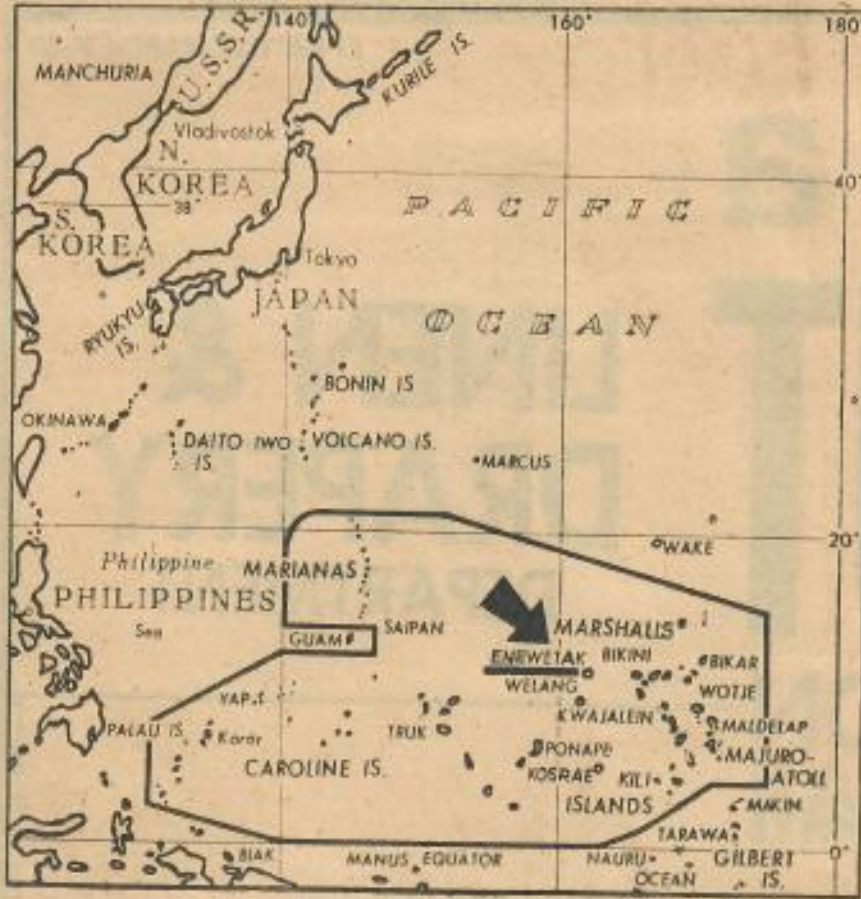 140°
160°
180°
U.S.S.R.
MANCHURIA
KURILE IS.
Vladivostok
N.
KOREA
40°
38°
PACIFIC
S.
KOREA
Tokyo
JAPAN
OCEAN
RYUKYU
IS.
BONIN IS.
OKINAWA
DAITO IWO VOLCANO IS.
IS.
MARCUS
20°
WAKE
Philippine MARIANAS
PHILIPPINES
Sea
GUAM
SAIPAN
MARSHALLS
ENEWETAK BIKINI
BIKAR
WELANG
WOTJE
YAP
KWAJALEIN
MALOELAP
PALAU IS.
Koror
TRUK
PONAPE
MAJURO-
CAROLINE IS.
KOSRAE
KILI
ATOLL
ISLANDS
MAKIN
TARAWA
BIAK
MANUS EQUATOR
NAURU
GILBERT
0°
OCEAN
IS.